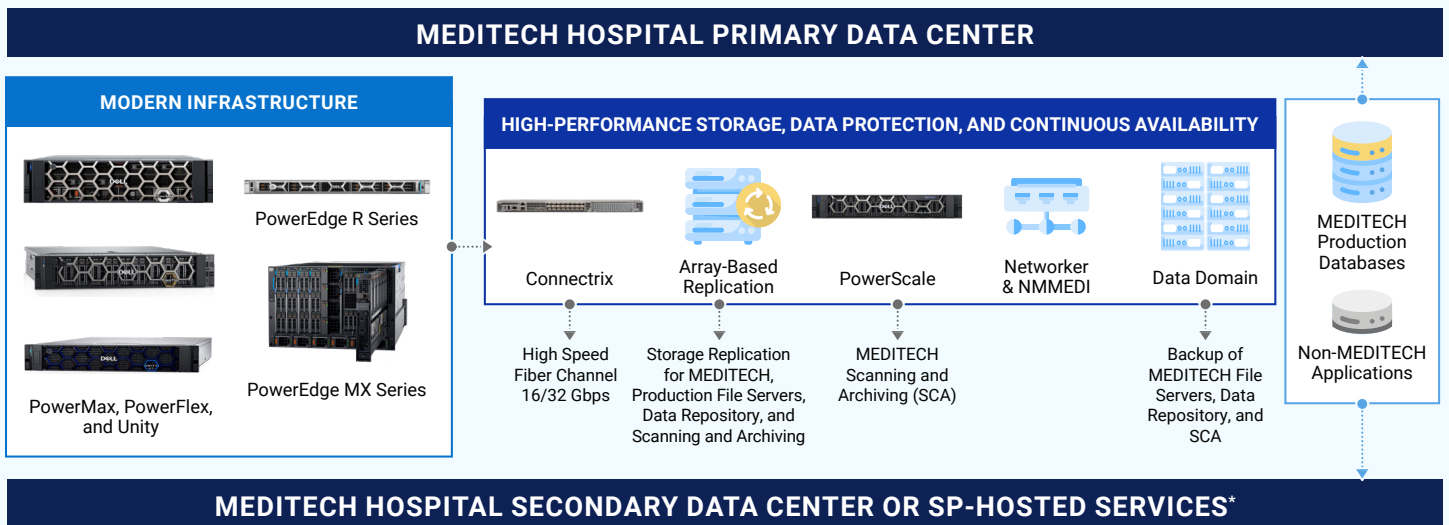 MEDITECH HOSPITAL PRIMARY DATA CENTER
MODERN INFRASTRUCTURE
DELL
PowerEdge R Series
DELL
PowerEdge MX Series
DELL
PowerMax, PowerFlex,
and Unity
HIGH-PERFORMANCE STORAGE, DATA PROTECTION, AND CONTINUOUS AVAILABILITY
Connectrix
Array-Based
Replication
DELL
PowerScale
Networker
& NMMEDI
Data Domain
High Speed
Fiber Channel
16/32 Gbps
Storage Replication
for MEDITECH,
Production File Servers,
Data Repository, and
Scanning and Archiving
MEDITECH
Scanning and
Archiving (SCA)
Backup of
MEDITECH File
Servers, Data
Repository, and
SCA
MEDITECH
Production
Databases
Non-MEDITECH
Applications
MEDITECH HOSPITAL SECONDARY DATA CENTER OR SP-HOSTED SERVICES*